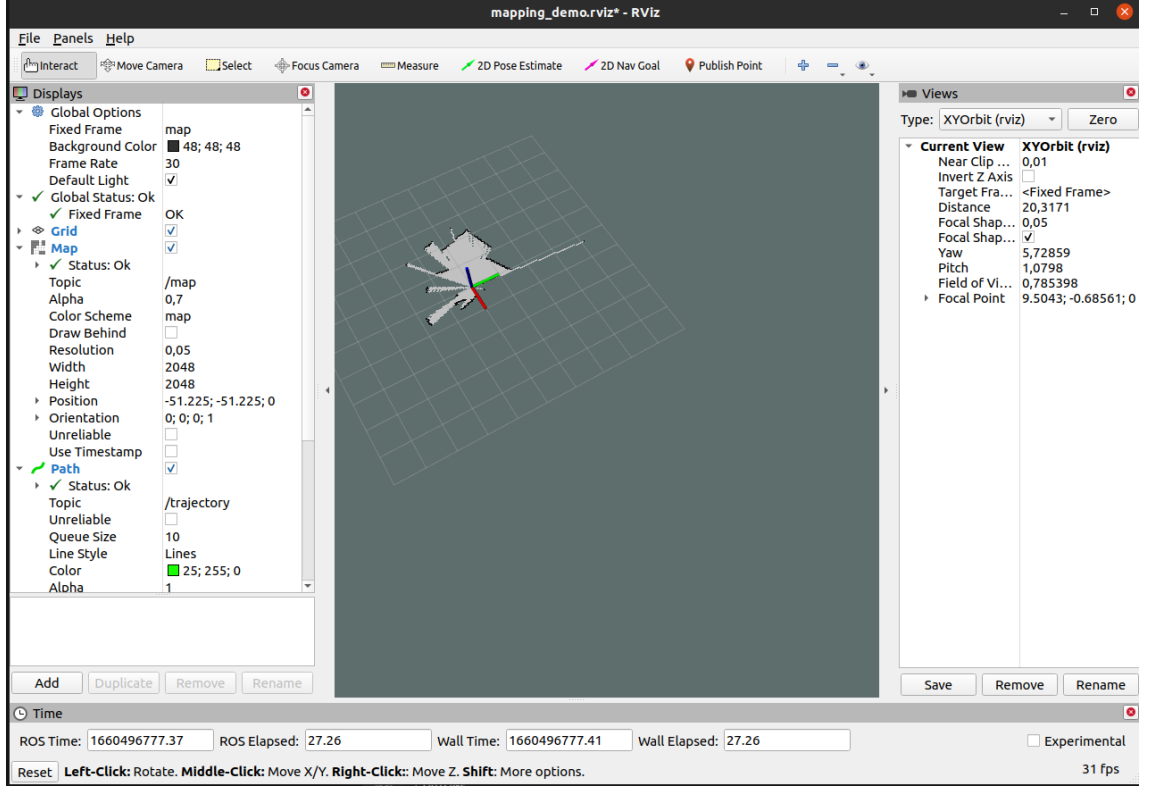 mapping_demo.rviz* - RViz
File Panels Help
Interact Move Camera Select Focus Camera Measure 2D Pose Estimate 2D Nav Goal Publish Point
Displays
Global Options
Fixed Frame map
Background Color 48; 48; 48
Frame Rate 30
Default Light
Global Status: Ok
Fixed Frame OK
Grid
Map
Status: Ok
Topic /map
Alpha 0,7
Color Scheme map
Draw Behind
Resolution 0,05
Width 2048
Height 2048
Position -51.225; -51.225; 0
Orientation 0; 0; 0; 1
Unreliable
Use Timestamp
Path
Status: Ok
Topic /trajectory
Unreliable
Queue Size 10
Line Style Lines
Color 25; 255; 0
Alpha 1
Add Duplicate Remove Rename
Views
Type: XYOrbit (rviz) Zero
Current View XYOrbit (rviz)
Near Clip ... 0,01
Invert Z Axis
Target Fra... <Fixed Frame>
Distance 20,3171
Focal Shap... 0,05
Focal Shap...
Yaw 5,72859
Pitch 1,0798
Field of Vi... 0,785398
Focal Point 9.5043; -0.68561; 0
Save Remove Rename
Time
ROS Time: 1660496777.37 ROS Elapsed: 27.26 Wall Time: 1660496777.41 Wall Elapsed: 27.26 Experimental
Reset Left-Click: Rotate. Middle-Click: Move X/Y. Right-Click:: Move Z. Shift: More options. 31 fps